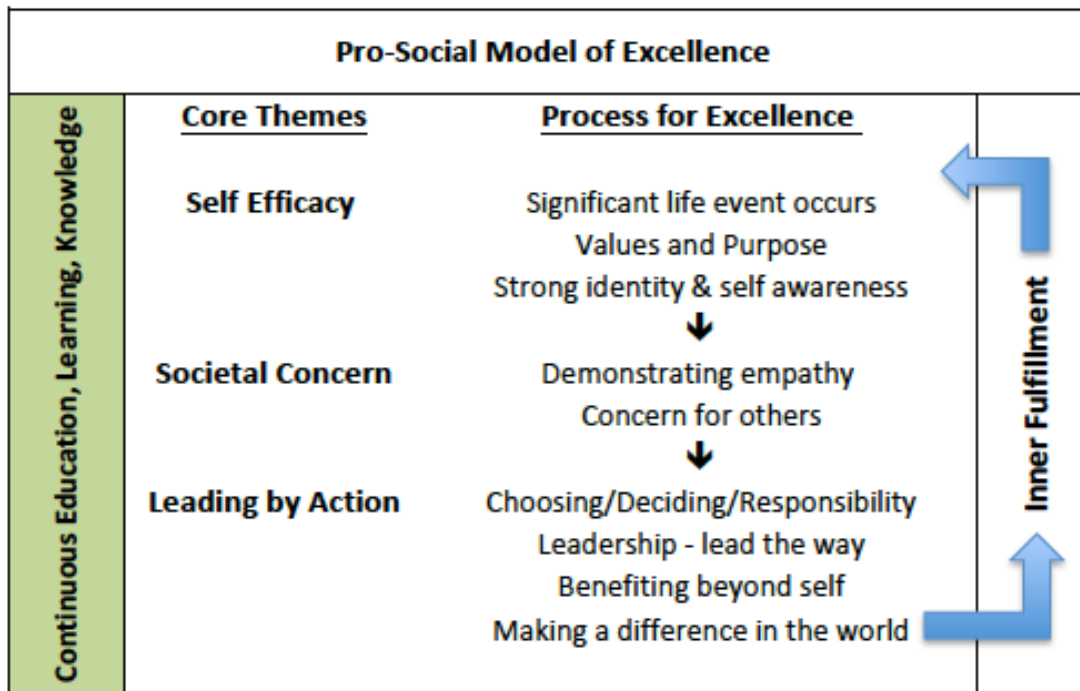 Pro-Social Model of Excellence
Continuous Education, Learning, Knowledge
Core Themes
Process for Excellence
Self Efficacy
Significant life event occurs
Values and Purpose
Strong identity & self awareness
Societal Concern
Demonstrating empathy
Concern for others
Leading by Action
Choosing/Deciding/Responsibility
Leadership - lead the way
Benefiting beyond self
Making a difference in the world
Inner Fulfillment